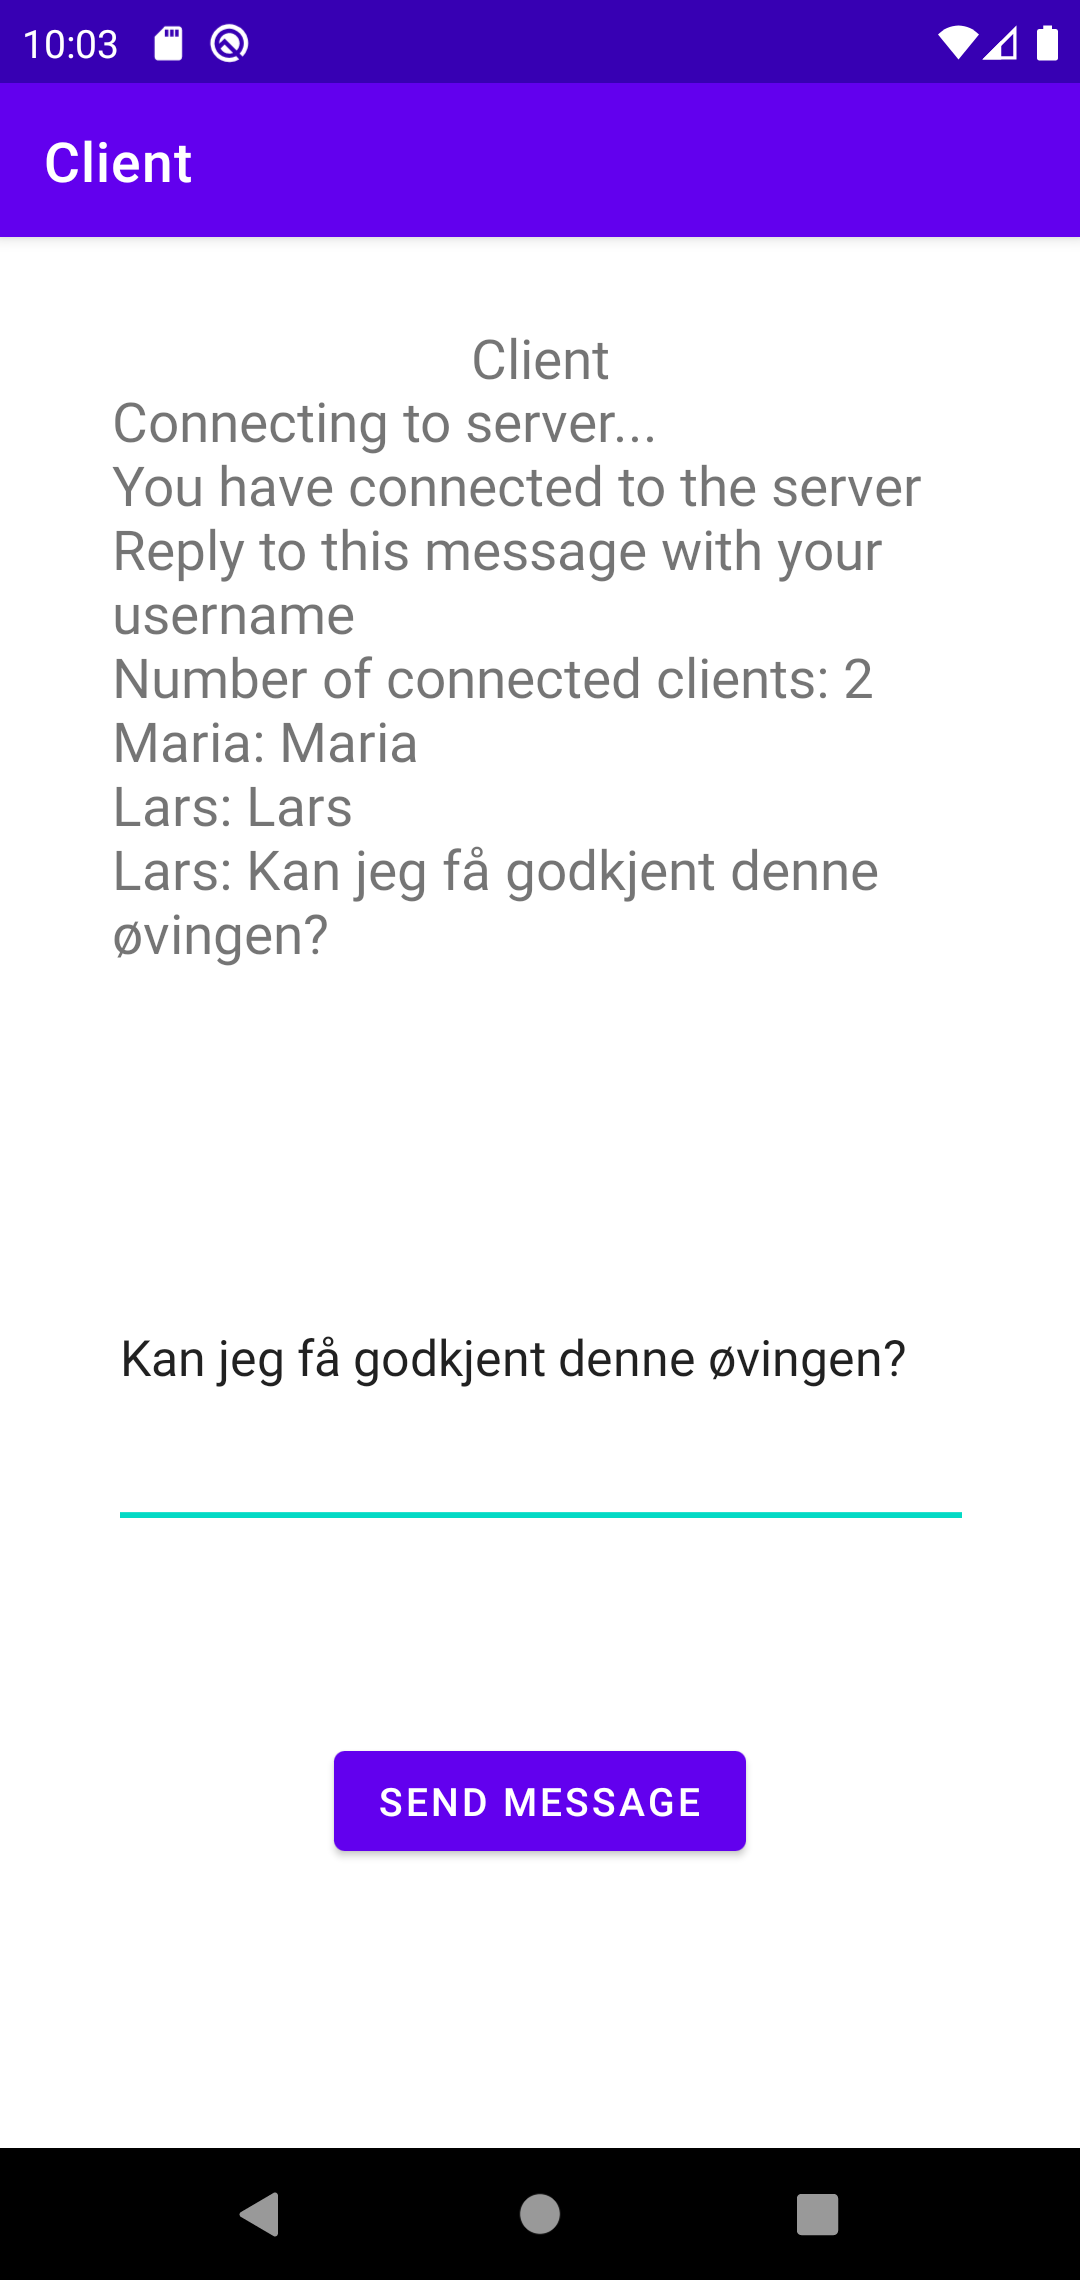 10:03
Client
Client
Connecting to server...
You have connected to the server
Reply to this message with your
username
Number of connected clients: 2
Maria: Maria
Lars: Lars
Lars: Kan jeg få godkjent denne
øvingen?
Kan jeg få godkjent denne øvingen?
SEND MESSAGE